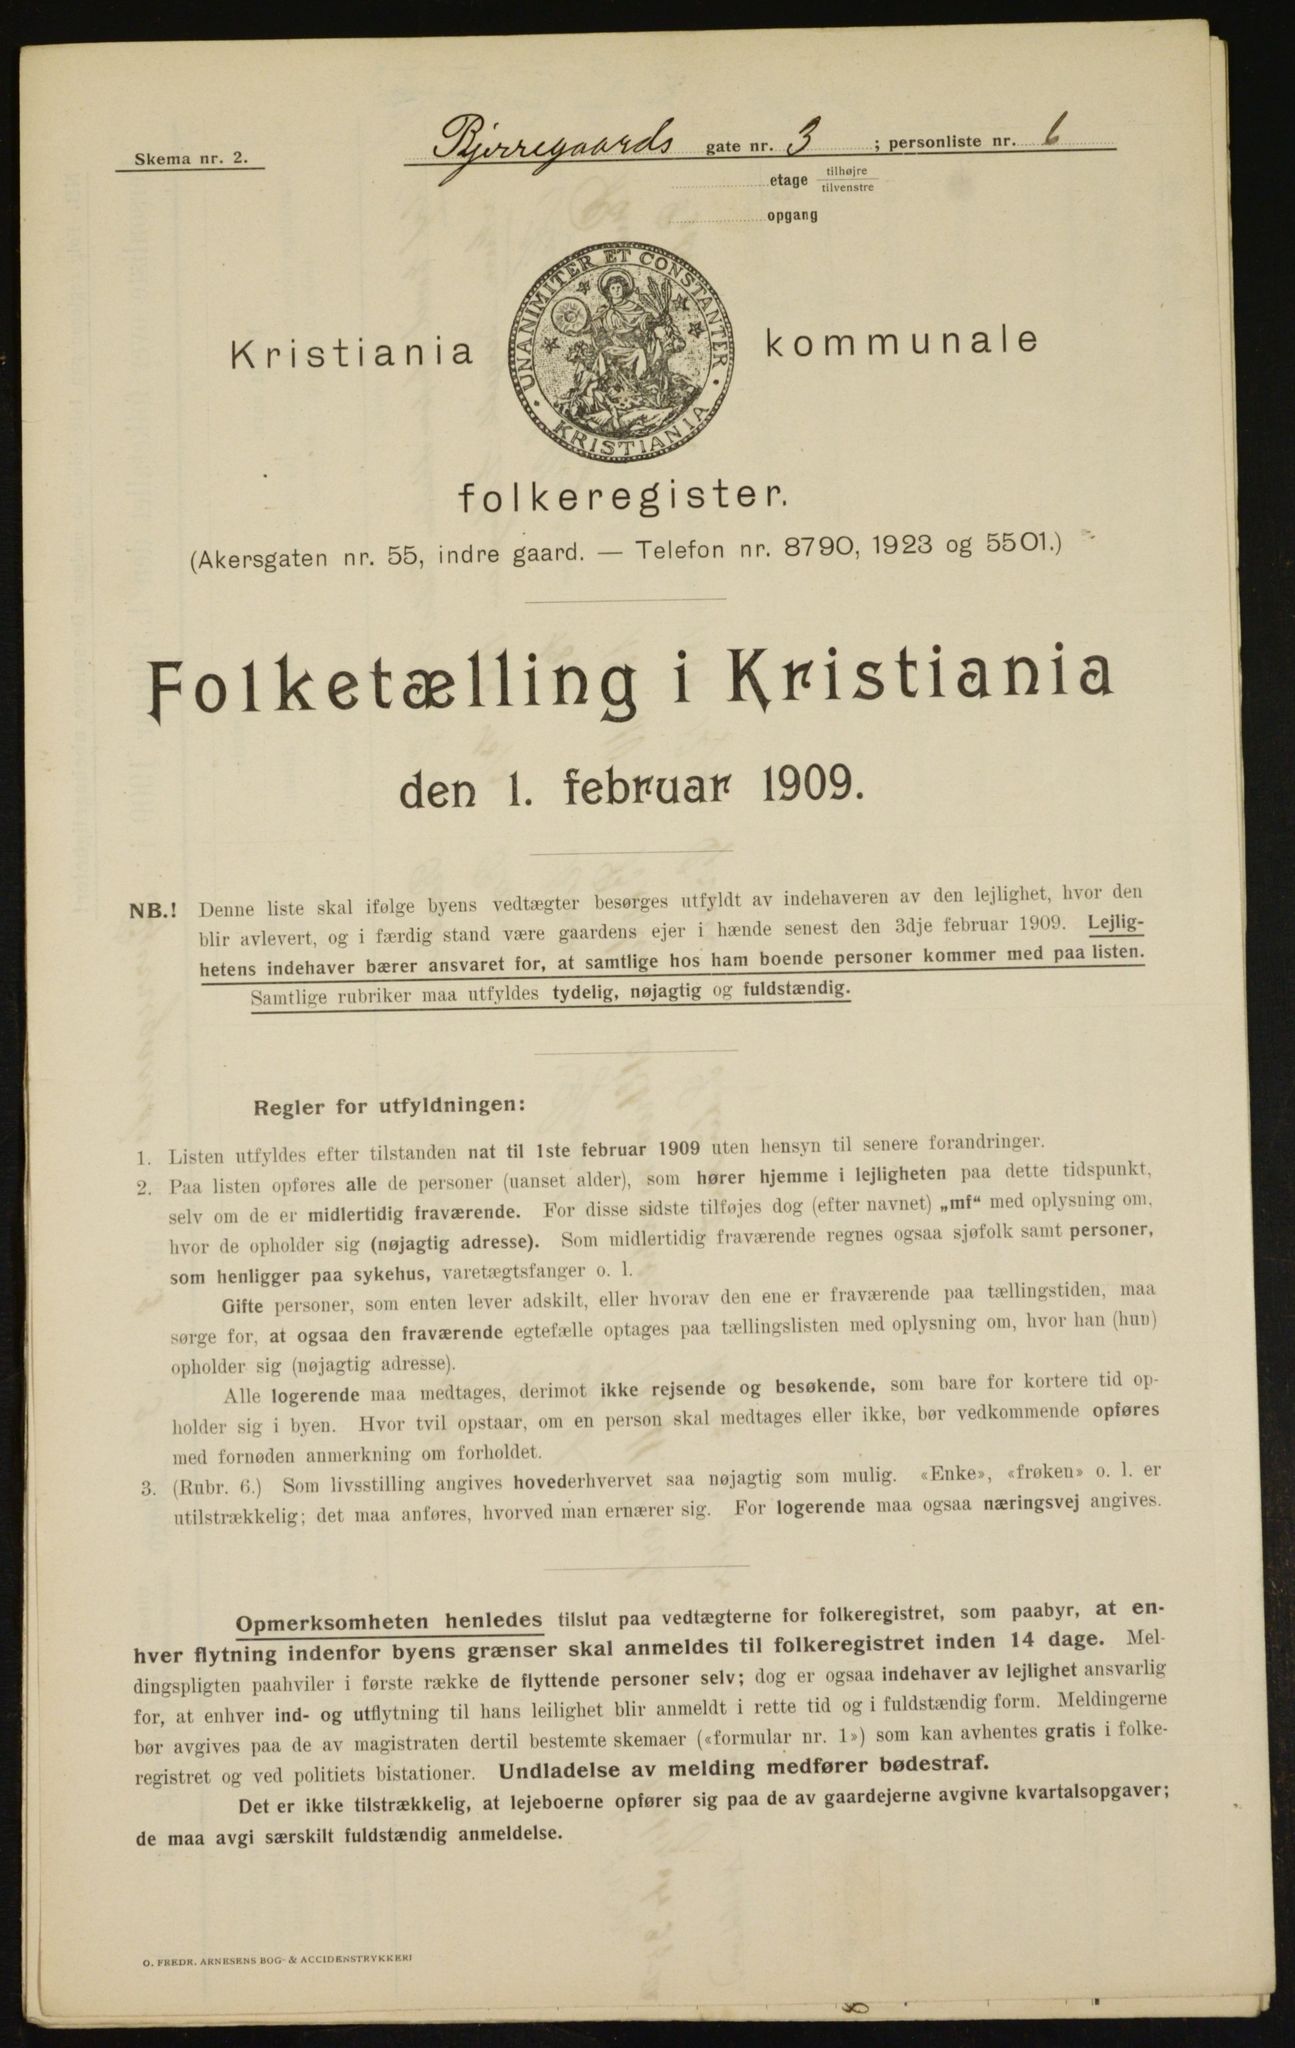 Skema nr. 2.
Bjerregaards gate nr. 3 ; personliste nr. 6
etage tilhøjre
tilvenstre
opgang
UNANIMITER ET CONSTANTER
KRISTIANIA
Kristiania kommunale
folkeregister.
(Akersgaten nr. 55, indre gaard. — Telefon nr. 8790, 1923 og 5501.)
Folketælling i Kristiania
den 1. februar 1909.
NB.! Denne liste skal ifølge byens vedtægter besørges utfyldt av indehaveren av den lejlighet, hvor den
blir avlevert, og i færdig stand være gaardens ejer i hænde senest den 3dje februar 1909. Lejlig-
hetens indehaver bærer ansvaret for, at samtlige hos ham boende personer kommer med paa listen.
Samtlige rubriker maa utfyldes tydelig, nøjagtig og fuldstændig.
Regler for utfyldningen:
1. Listen utfyldes efter tilstanden nat til 1ste februar 1909 uten hensyn til senere forandringer.
2. Paa listen opføres alle de personer (uanset alder), som hører hjemme i lejligheten paa dette tidspunkt,
selv om de er midlertidig fraværende. For disse sidste tilføjes dog (efter navnet) „mf“ med oplysning om,
hvor de opholder sig (nøjagtig adresse). Som midlertidig fraværende regnes ogsaa sjøfolk samt personer,
som henligger paa sykehus, varetægtsfanger o. l.
Gifte personer, som enten lever adskilt, eller hvorav den ene er fraværende paa tællingstiden, maa
sørge for, at ogsaa den fraværende egtefælle optages paa tællingslisten med oplysning om, hvor han (hun)
opholder sig (nøjagtig adresse).
Alle logerende maa medtages, derimot ikke rejsende og besøkende, som bare for kortere tid op-
holder sig i byen. Hvor tvil opstaar, om en person skal medtages eller ikke, bør vedkommende opføres
med fornøden anmerkning om forholdet.
3. (Rubr. 6.) Som livsstilling angives hovederhvervet saa nøjagtig som mulig. «Enke», «frøken» o. l. er
utilstrækkelig; det maa anføres, hvorved man ernærer sig. For logerende maa ogsaa næringsvej angives.
Opmerksomheten henledes tilslut paa vedtægterne for folkeregistret, som paabyr, at en-
hver flytning indenfor byens grænser skal anmeldes til folkeregistret inden 14 dage. Mel-
dingspligten paahviler i første række de flyttende personer selv; dog er ogsaa indehaver av lejlighet ansvarlig
for, at enhver ind- og utflytning til hans leilighet blir anmeldt i rette tid og i fuldstændig form. Meldingerne
bør avgives paa de av magistraten dertil bestemte skemaer («formular nr. 1») som kan avhentes gratis i folke-
registret og ved politiets bistationer. Undladelse av melding medfører bødestraf.
Det er ikke tilstrækkelig, at lejeboerne opfører sig paa de av gaardejerne avgivne kvartalsopgaver;
de maa avgi særskilt fuldstændig anmeldelse.
O. FREDR. ARNESENS BOG- & ACCIDENSTRYKKERI